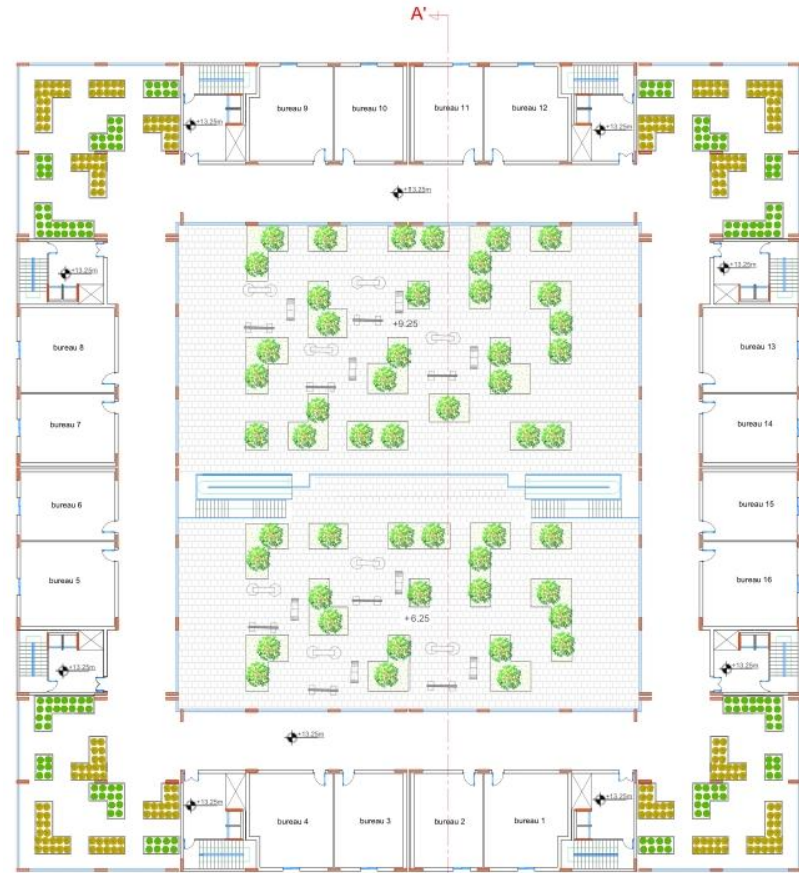 A'
bureau 9
bureau 10
bureau 11
bureau 12
+13.25m
+13.25m
+13.25m
+13.25m
+13.25m
+9.25
bureau 8
bureau 13
bureau 7
bureau 14
bureau 6
bureau 15
bureau 5
bureau 16
+6.25
+13.25m
+13.25m
+13.25m
+13.25m
+13.25m
bureau 4
bureau 3
bureau 2
bureau 1